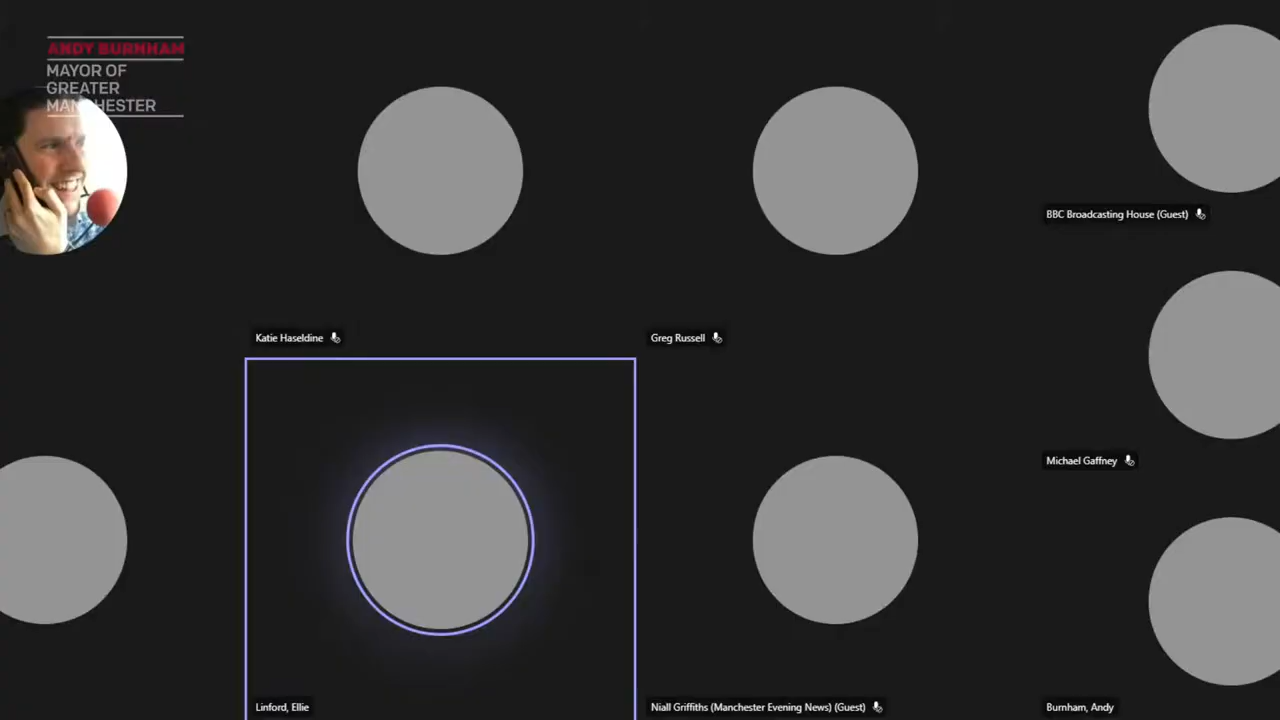 ANDY BURNHAM
MAYOR OF
GREATER
MANCHESTER
BBC Broadcasting House (Guest)
Katie Haseldine
Greg Russell
Michael Gaffney
Linford, Ellie
Niall Griffiths (Manchester Evening News) (Guest)
Burnham, Andy